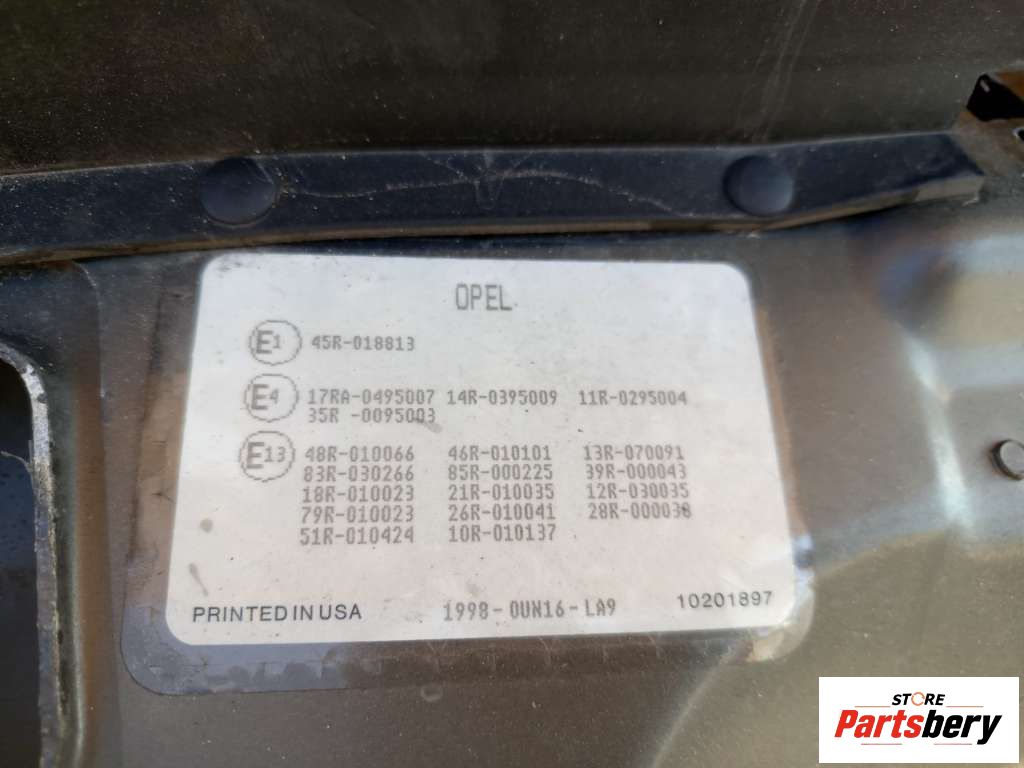 OPEL
E1 45R-018813
E4 17RA-0495007 14R-0395009 11R-0295004
35R -0095003
E13 48R-010066 46R-010101 13R-070091
83R-030266 85R-000225 39R-000043
18R-010023 21R-010035 12R-030035
79R-010023 26R-010041 28R-000038
51R-010424 10R-010137
PRINTED IN USA 1998-0UN16-LA9 10201897
STORE
Partsbery